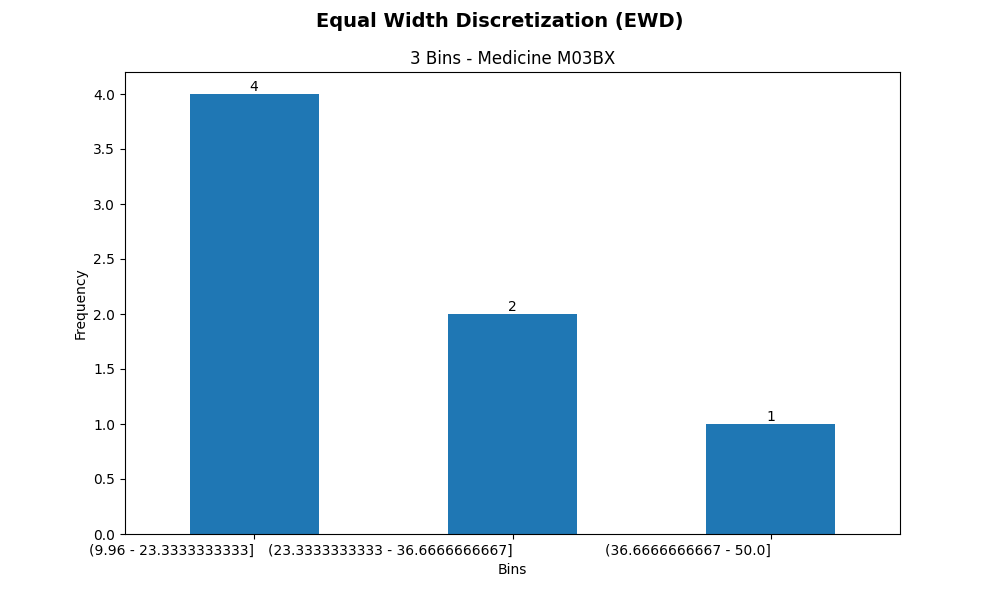 Equal Width Discretization (EWD)
3 Bins - Medicine M03BX
Frequency
4.0
3.5
3.0
2.5
2.0
1.5
1.0
0.5
0.0
4
2
1
(9.96 - 23.3333333333] (23.3333333333 - 36.6666666667] (36.6666666667 - 50.0]
Bins